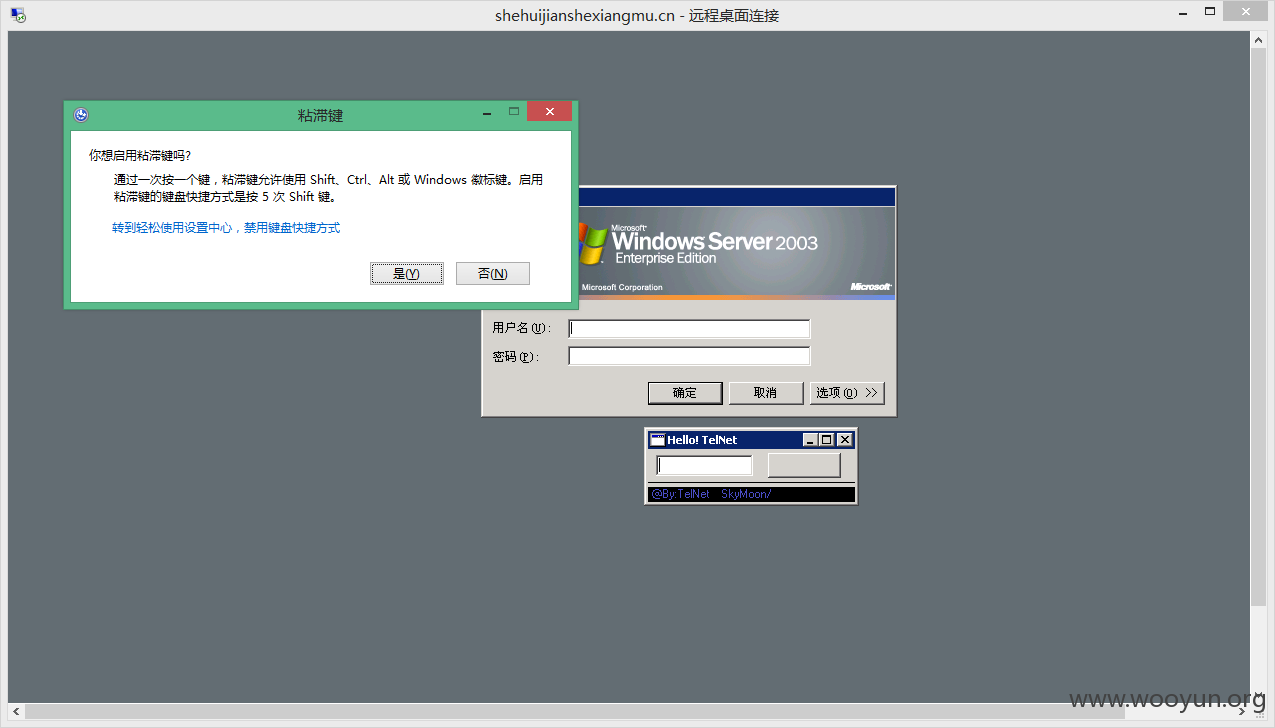 shehuijianshexiangmu.cn - 远程桌面连接
粘滞键
你想启用粘滞键吗?
通过一次按一个键，粘滞键允许使用 Shift、Ctrl、Alt 或 Windows 徽标键。启用
粘滞键的键盘快捷方式是按 5 次 Shift 键。
转到轻松使用设置中心，禁用键盘快捷方式
是(Y)
否(N)
Microsoft
Windows Server 2003
Enterprise Edition
Microsoft Corporation
Microsoft
用户名(U):
密码(P):
确定
取消
选项(O) >>
Hello! TelNet
@By:TelNet SkyMoon/
www.wooyun.org